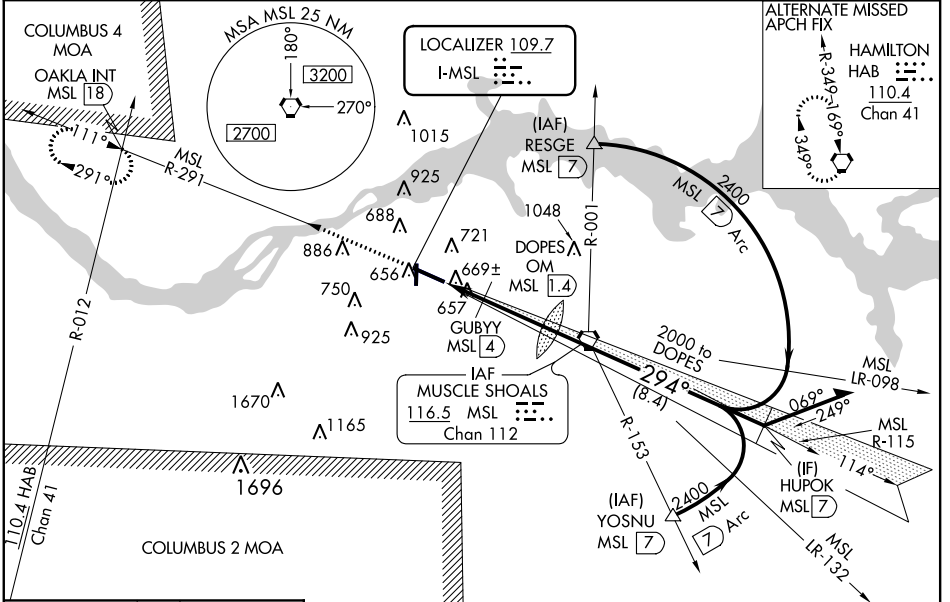 COLUMBUS 4
MOA
OAKLA INT
MSL 18
111°
291°
MSL
R-291
R-012
110.4 HAB
Chan 41
MSA MSL 25 NM
180°
3200
270°
2700
LOCALIZER 109.7
I-MSL
1015
925
688
886
656
721
669±
657
750
925
1670
1165
1696
(IAF)
RESGE
MSL 7
R-001
1048
DOPES
OM
MSL 1.4
GUBYY
MSL 4
IAF
MUSCLE SHOALS
116.5 MSL
Chan 112
2400
MSL 7 Arc
2000 to
DOPES
MSL
LR-098
294°
(8.4)
069°
249°
MSL
R-115
114°
N
(IF)
HUPOK
MSL 7
R-153
(IAF)
YOSNU
MSL 7
2400
MSL
7 Arc
MSL
LR-132
COLUMBUS 2 MOA
ALTERNATE MISSED
APCH FIX
HAMILTON
HAB
110.4
Chan 41
R-349
169°
349°